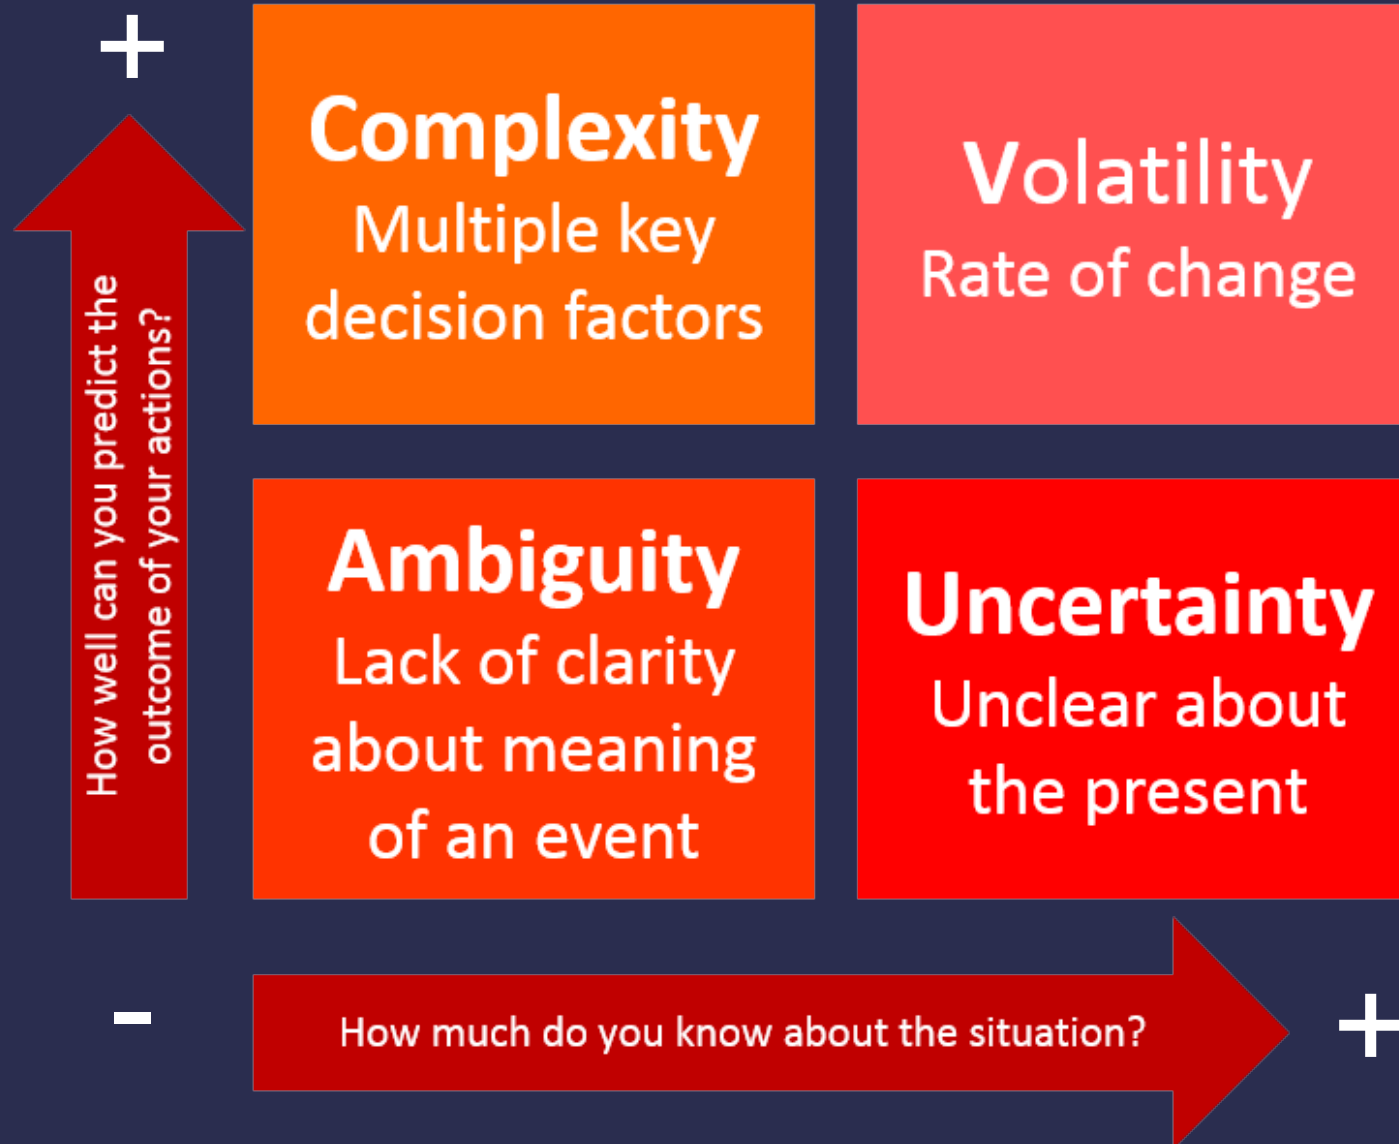 +
Complexity
Multiple key
decision factors
Volatility
Rate of change
How well can you predict the
outcome of your actions?
Ambiguity
Lack of clarity
about meaning
of an event
Uncertainty
Unclear about
the present
-
How much do you know about the situation?
+